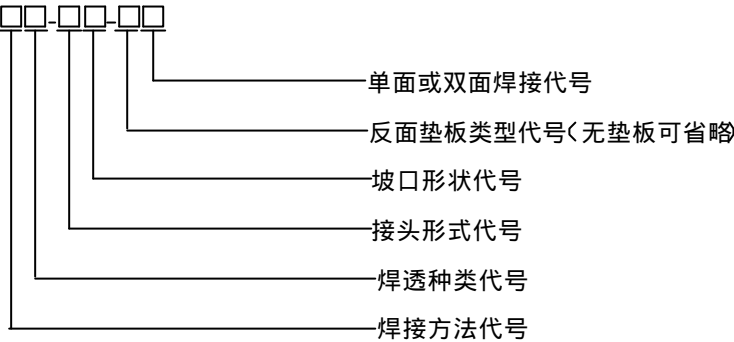 □□-□□-□□
单面或双面焊接代号
反面垫板类型代号(无垫板可省略)
坡口形状代号
接头形式代号
焊透种类代号
焊接方法代号